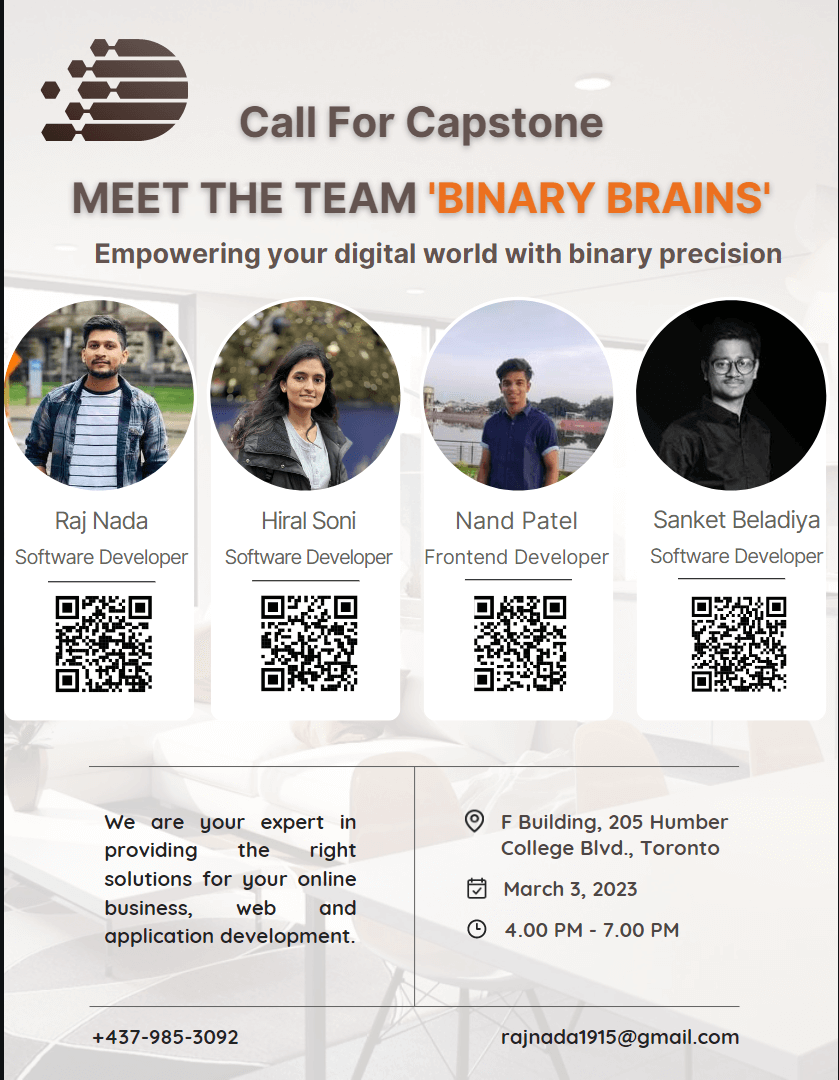 Call For Capstone
MEET THE TEAM 'BINARY BRAINS'
Empowering your digital world with binary precision
Raj Nada
Software Developer
Hiral Soni
Software Developer
Nand Patel
Frontend Developer
Sanket Beladiya
Software Developer
We are your expert in
providing the right
solutions for your online
business, web and
application development.
F Building, 205 Humber
College Blvd., Toronto
March 3, 2023
4.00 PM - 7.00 PM
+437-985-3092
rajnada1915@gmail.com